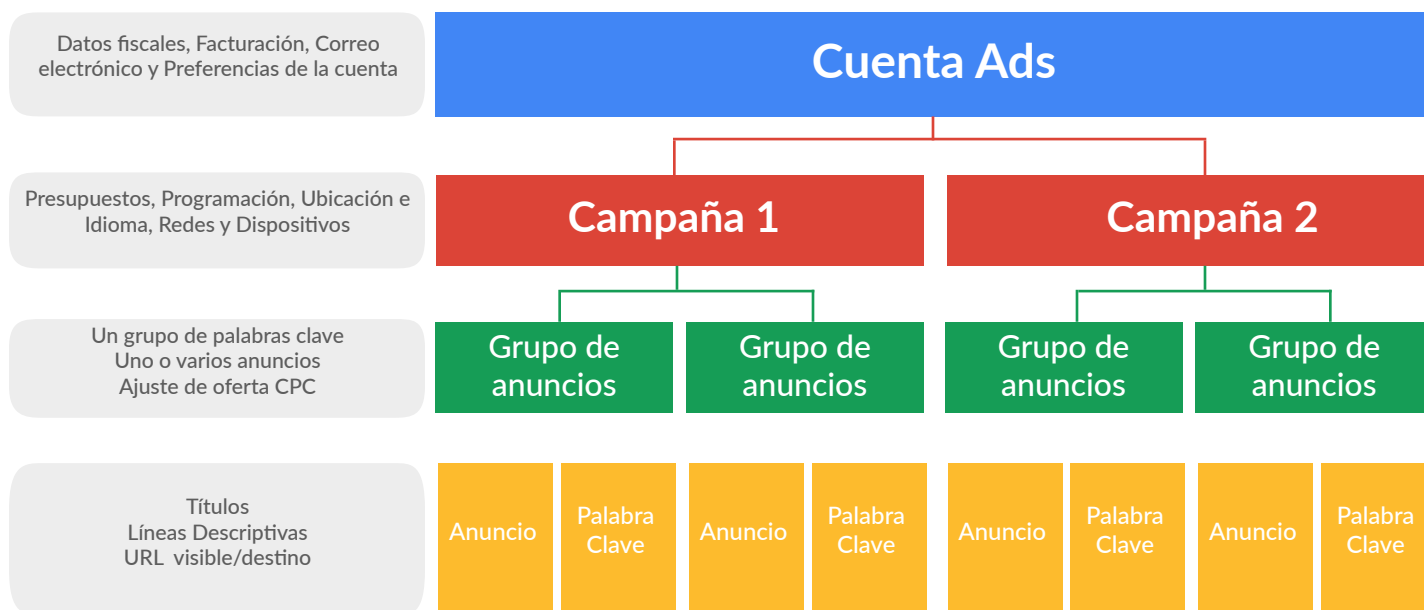 Datos fiscales, Facturación, Correo
electrónico y Preferencias de la cuenta
Cuenta Ads
Presupuestos, Programación, Ubicación e
Idioma, Redes y Dispositivos
Campaña 1
Campaña 2
Un grupo de palabras clave
Uno o varios anuncios
Ajuste de oferta CPC
Grupo de
anuncios
Grupo de
anuncios
Grupo de
anuncios
Grupo de
anuncios
Títulos
Líneas Descriptivas
URL  visible/destino
Anuncio
Palabra
Clave
Anuncio
Palabra
Clave
Anuncio
Palabra
Clave
Anuncio
Palabra
Clave